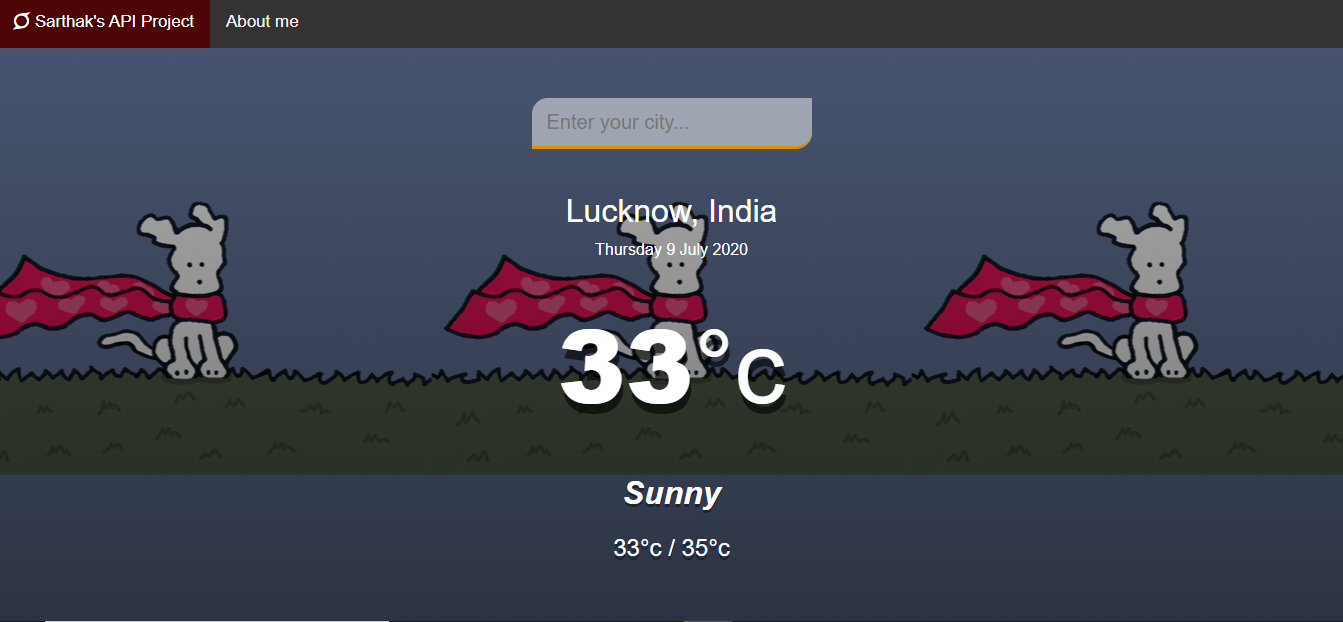 Sarthak's API Project About me
Enter your city...
Lucknow, India
Thursday 9 July 2020
33°c
Sunny
33°c / 35°c